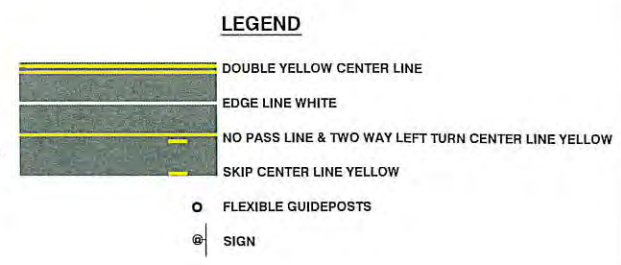 LEGEND
DOUBLE YELLOW CENTER LINE
EDGE LINE WHITE
NO PASS LINE & TWO WAY LEFT TURN CENTER LINE YELLOW
SKIP CENTER LINE YELLOW
FLEXIBLE GUIDEPOSTS
@ SIGN